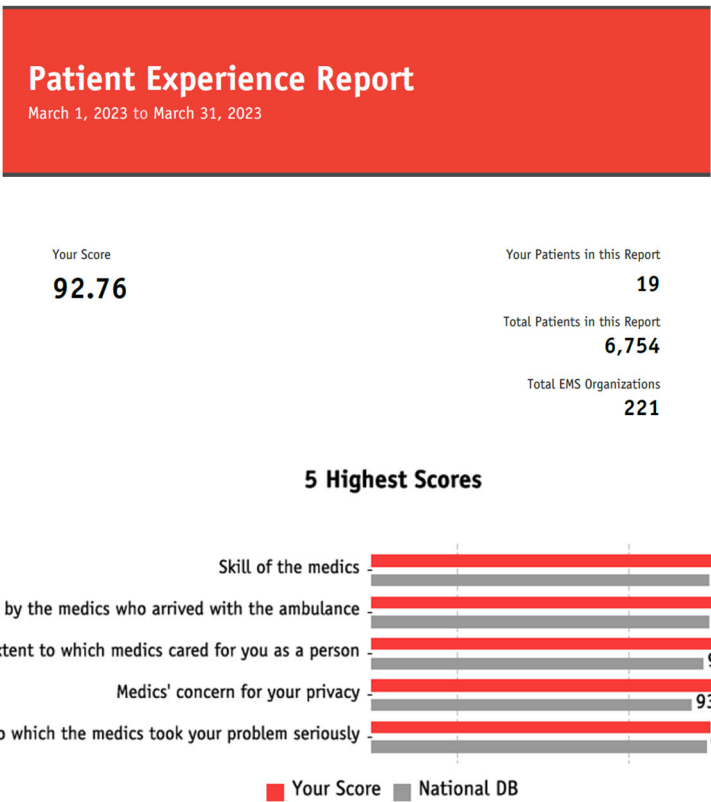 Patient Experience Report
March 1, 2023 to March 31, 2023
Your Score
92.76
Your Patients in this Report
19
Total Patients in this Report
6,754
Total EMS Organizations
221
5 Highest Scores
Skill of the medics
by the medics who arrived with the ambulance
to which medics cared for you as a person
Medics' concern for your privacy
93
which the medics took your problem seriously
Your Score
National DB